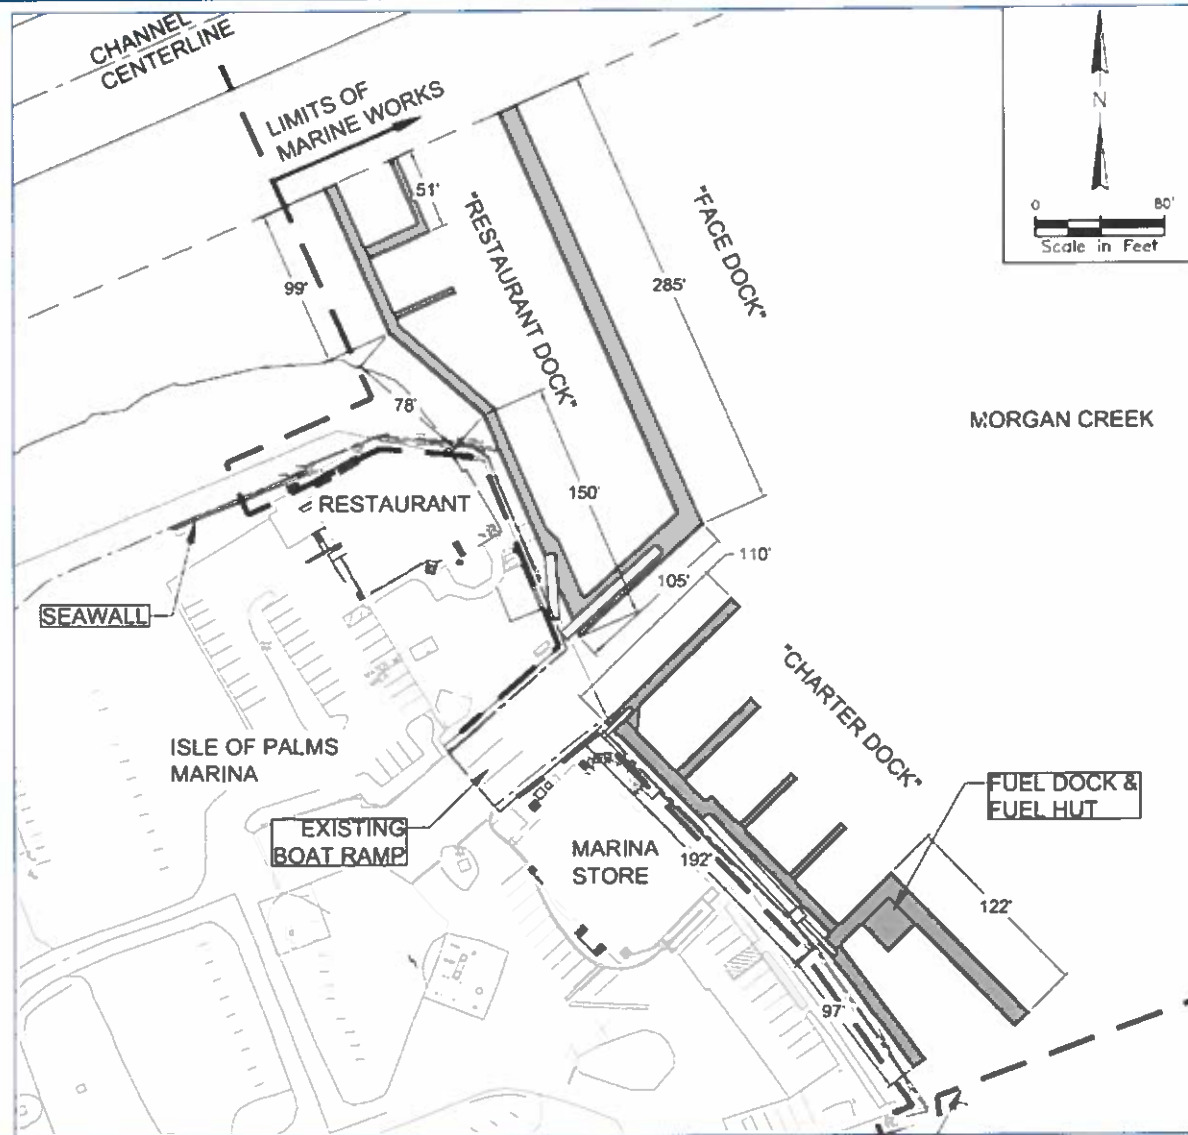 CHANNEL
CENTERLINE
LIMITS OF
MARINE WORKS
N
0 80'
Scale in Feet
51'
"RESTAURANT DOCK"
"FACE DOCK"
285'
99'
78'
150'
MORGAN CREEK
RESTAURANT
110'
105'
SEAWALL
"CHARTER DOCK"
ISLE OF PALMS
MARINA
FUEL DOCK &
FUEL HUT
EXISTING
BOAT RAMP
MARINA
STORE
192'
122'
97'